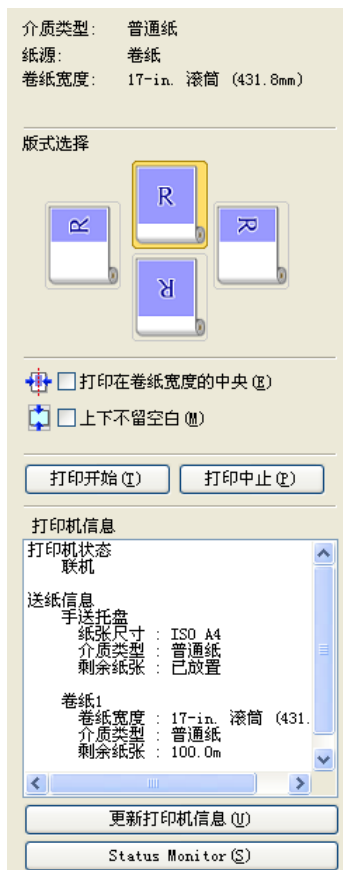 介质类型: 普通纸
纸源: 卷纸
卷纸宽度: 17-in. 滚筒 (431.8mm)
版式选择
R
R
R
R
打印在卷纸宽度的中央(E)
上下不留空白(M)
打印开始(I) 打印中止(P)
打印机信息
打印机状态
联机
送纸信息
手送托盘
纸张尺寸 : ISO A4
介质类型 : 普通纸
剩余纸张 : 已放置
卷纸1
卷纸宽度 : 17-in. 滚筒 (431.
介质类型 : 普通纸
剩余纸张 : 100.0m
更新打印机信息(U)
Status Monitor(S)